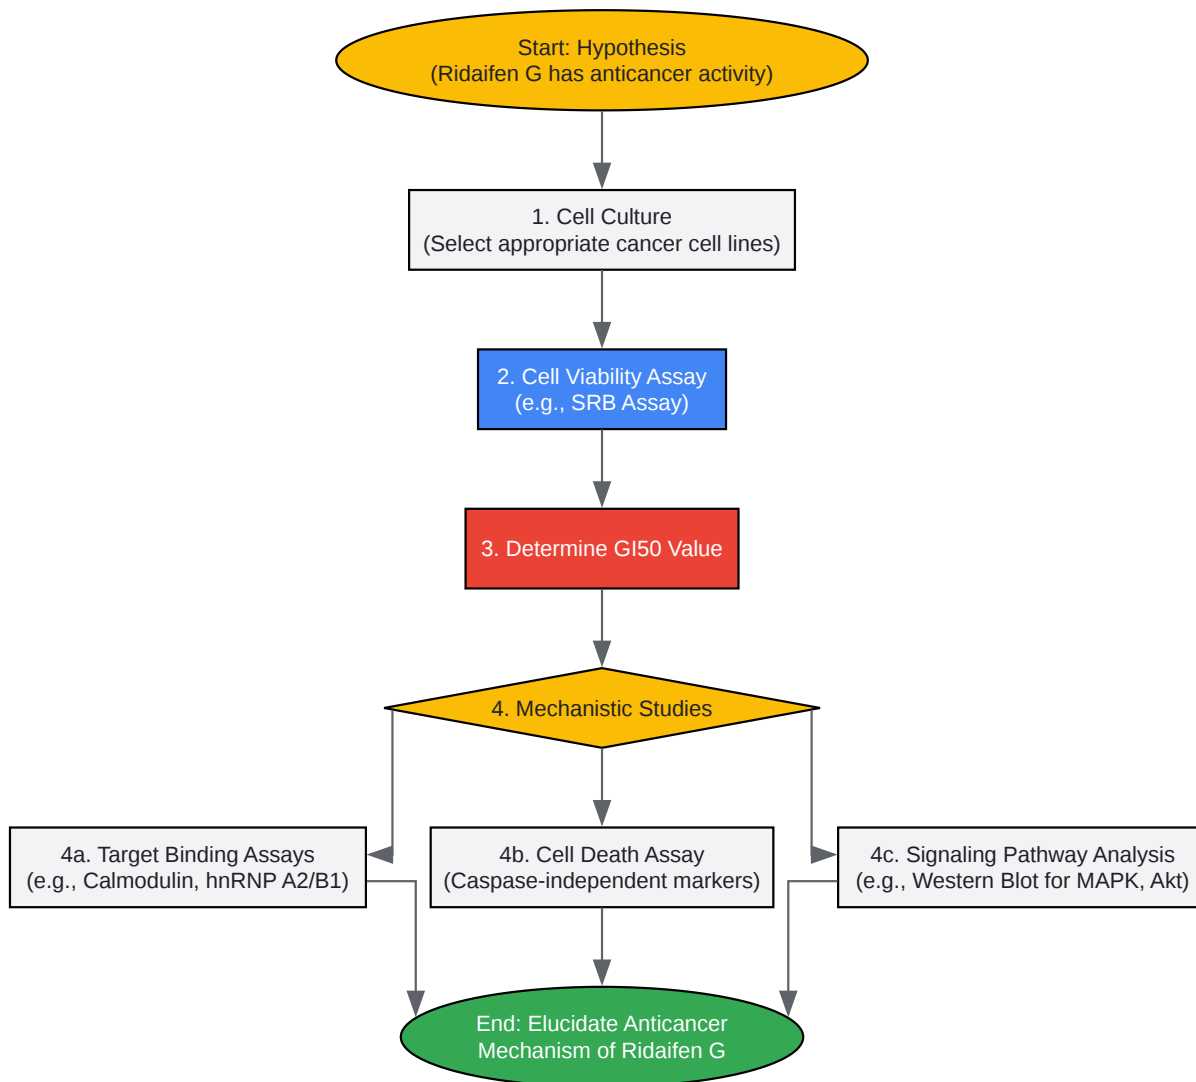 Start: Hypothesis
(Ridaifen G has anticancer activity)
1. Cell Culture
(Select appropriate cancer cell lines)
2. Cell Viability Assay
(e.g., SRB Assay)
3. Determine GI50 Value
4. Mechanistic Studies
4a. Target Binding Assays
(e.g., Calmodulin, hnRNP A2/B1)
4b. Cell Death Assay
(Caspase-independent markers)
4c. Signaling Pathway Analysis
(e.g., Western Blot for MAPK, Akt)
End: Elucidate Anticancer
Mechanism of Ridaifen G